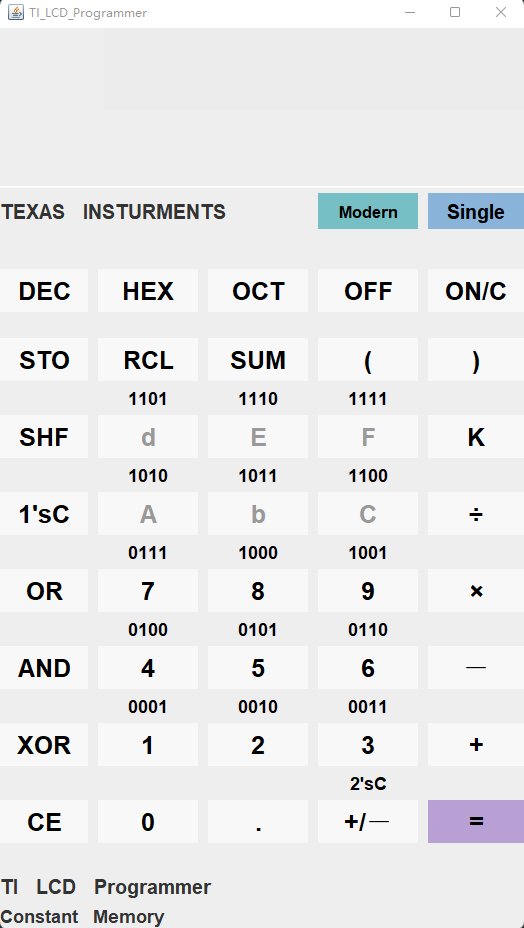 TI_LCD_Programmer
TEXAS INSTURMENTS Modern Single
DEC HEX OCT OFF ON/C
STO RCL SUM ( )
1101 1110 1111
SHF d E F K
1010 1011 1100
1'sC A b C ÷
0111 1000 1001
OR 7 8 9 ×
0100 0101 0110
AND 4 5 6 —
0001 0010 0011
XOR 1 2 3 +
2'sC
CE 0 . +/— =
TI LCD Programmer
Constant Memory